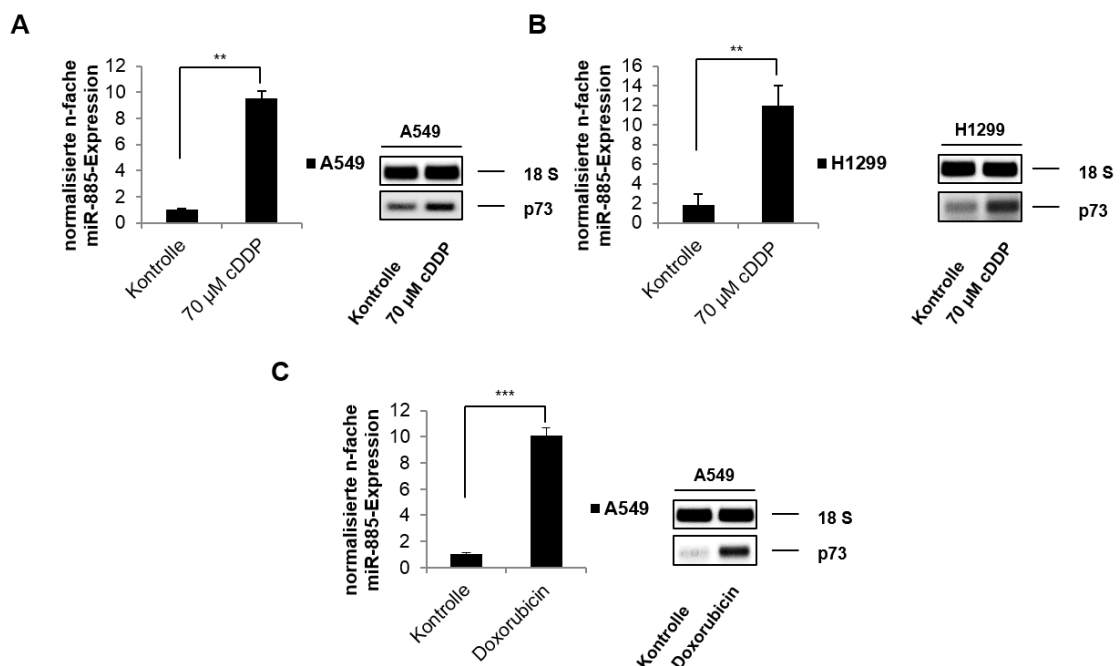 A
normalisierte n-fache
miR-885-Expression
12
10
8
6
4
2
0
**
Kontrolle
70 µM cDDP
A549
A549
18 S
p73
Kontrolle
70 µM cDDP
B
normalisierte n-fache
miR-885-Expression
16
14
12
10
8
6
4
2
0
**
Kontrolle
70 µM cDDP
H1299
H1299
18 S
p73
Kontrolle
70 µM cDDP
C
normalisierte n-fache
miR-885-Expression
12
10
8
6
4
2
0
***
Kontrolle
Doxorubicin
A549
A549
18 S
p73
Kontrolle
Doxorubicin